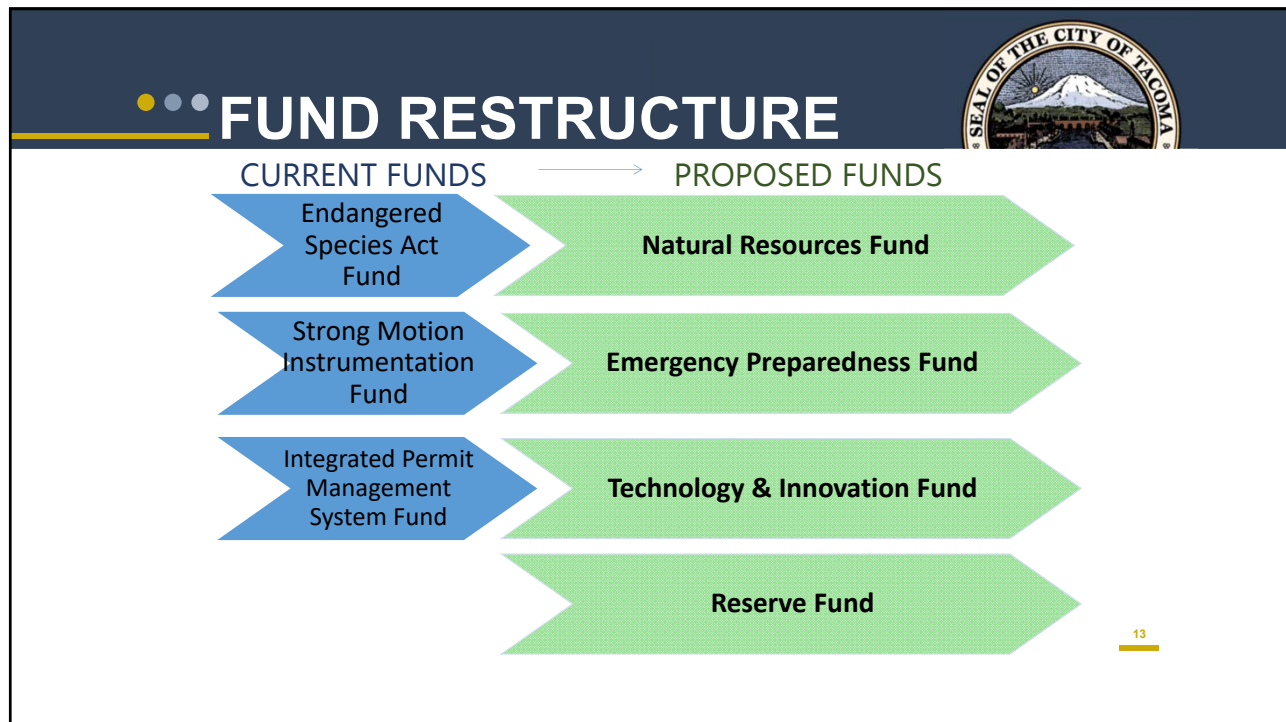 FUND RESTRUCTURE
SEAL OF THE CITY OF TACOMA
CURRENT FUNDS
PROPOSED FUNDS
Endangered
Species Act
Fund
Natural Resources Fund
Strong Motion
Instrumentation
Fund
Emergency Preparedness Fund
Integrated Permit
Management
System Fund
Technology & Innovation Fund
Reserve Fund
13